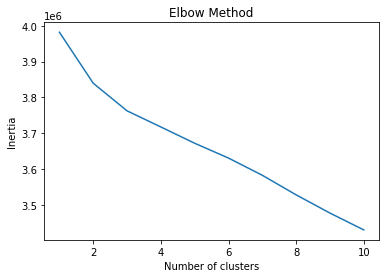 Elbow Method
1e6
4.0
3.9
3.8
3.7
3.6
3.5
Inertia
2 4 6 8 10
Number of clusters